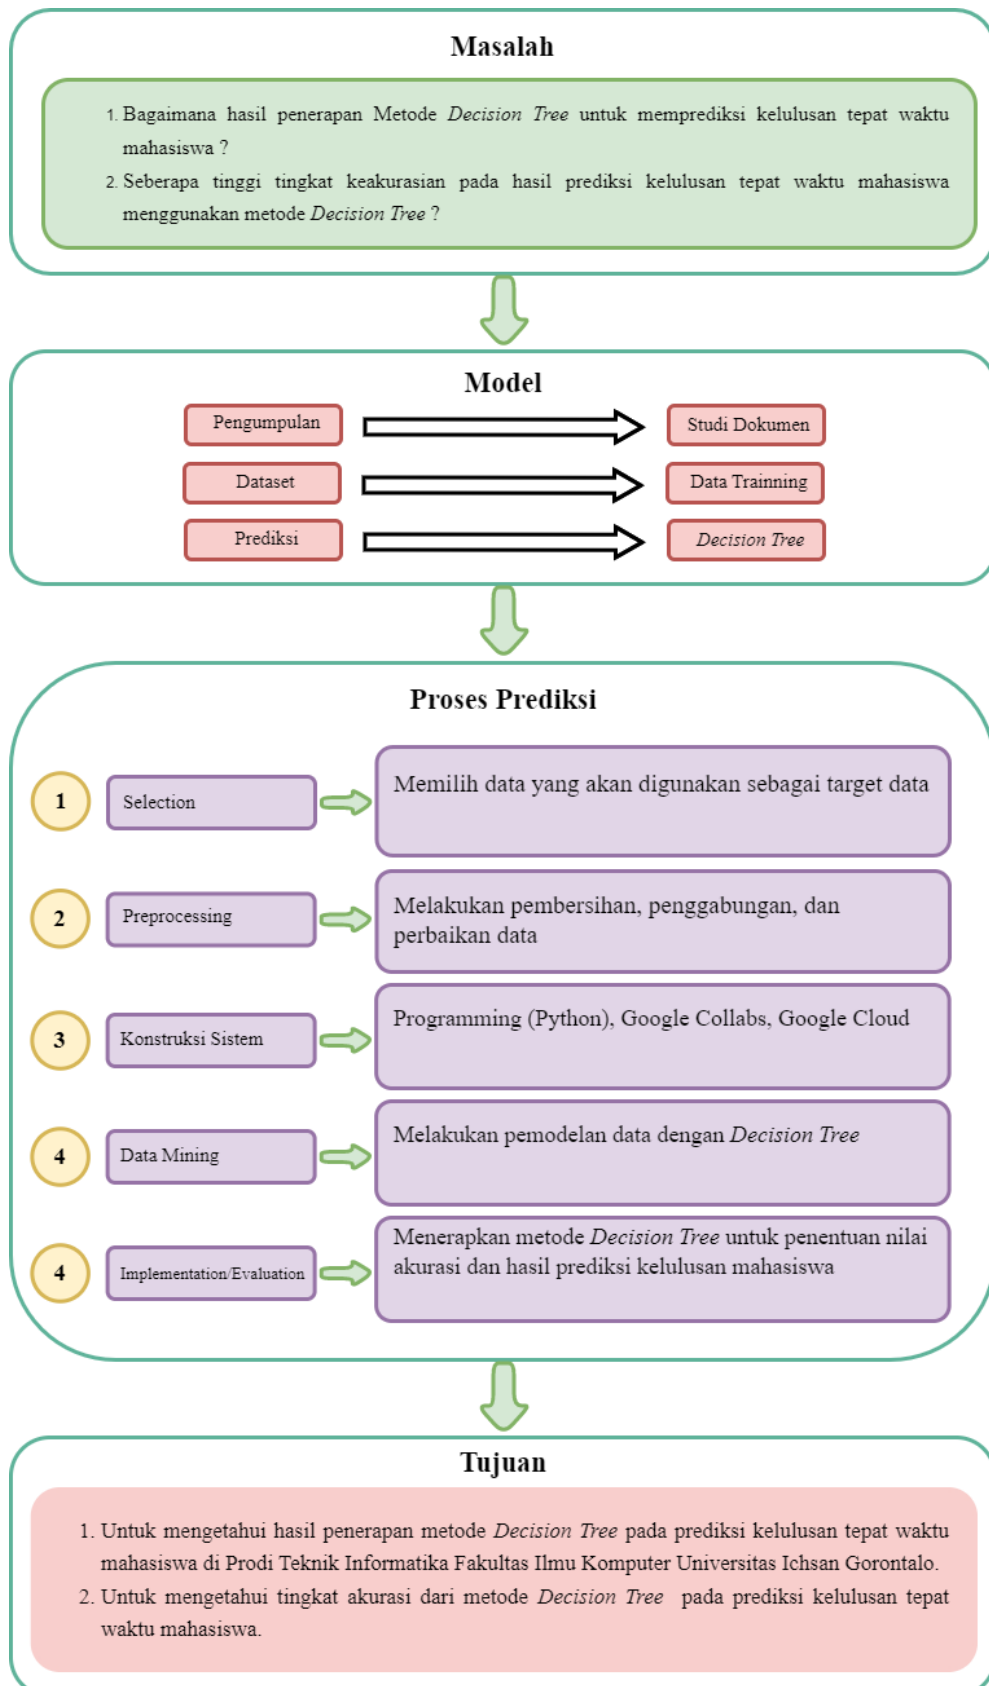 Masalah
1. Bagaimana hasil penerapan Metode Decision Tree untuk memprediksi kelulusan tepat waktu
mahasiswa ?
2. Seberapa tinggi tingkat keakurasian pada hasil prediksi kelulusan tepat waktu mahasiswa
menggunakan metode Decision Tree ?
Model
Pengumpulan
Studi Dokumen
Dataset
Data Trainning
Prediksi
Decision Tree
Proses Prediksi
1
Selection
Memilih data yang akan digunakan sebagai target data
2
Preprocessing
Melakukan pembersihan, penggabungan, dan
perbaikan data
3
Konstruksi Sistem
Programming (Python), Google Collabs, Google Cloud
4
Data Mining
Melakukan pemodelan data dengan Decision Tree
4
Implementation/Evaluation
Menerapkan metode Decision Tree untuk penentuan nilai
akurasi dan hasil prediksi kelulusan mahasiswa
Tujuan
1. Untuk mengetahui hasil penerapan metode Decision Tree pada prediksi kelulusan tepat waktu
mahasiswa di Prodi Teknik Informatika Fakultas Ilmu Komputer Universitas Ichsan Gorontalo.
2. Untuk mengetahui tingkat akurasi dari metode Decision Tree pada prediksi kelulusan tepat
waktu mahasiswa.